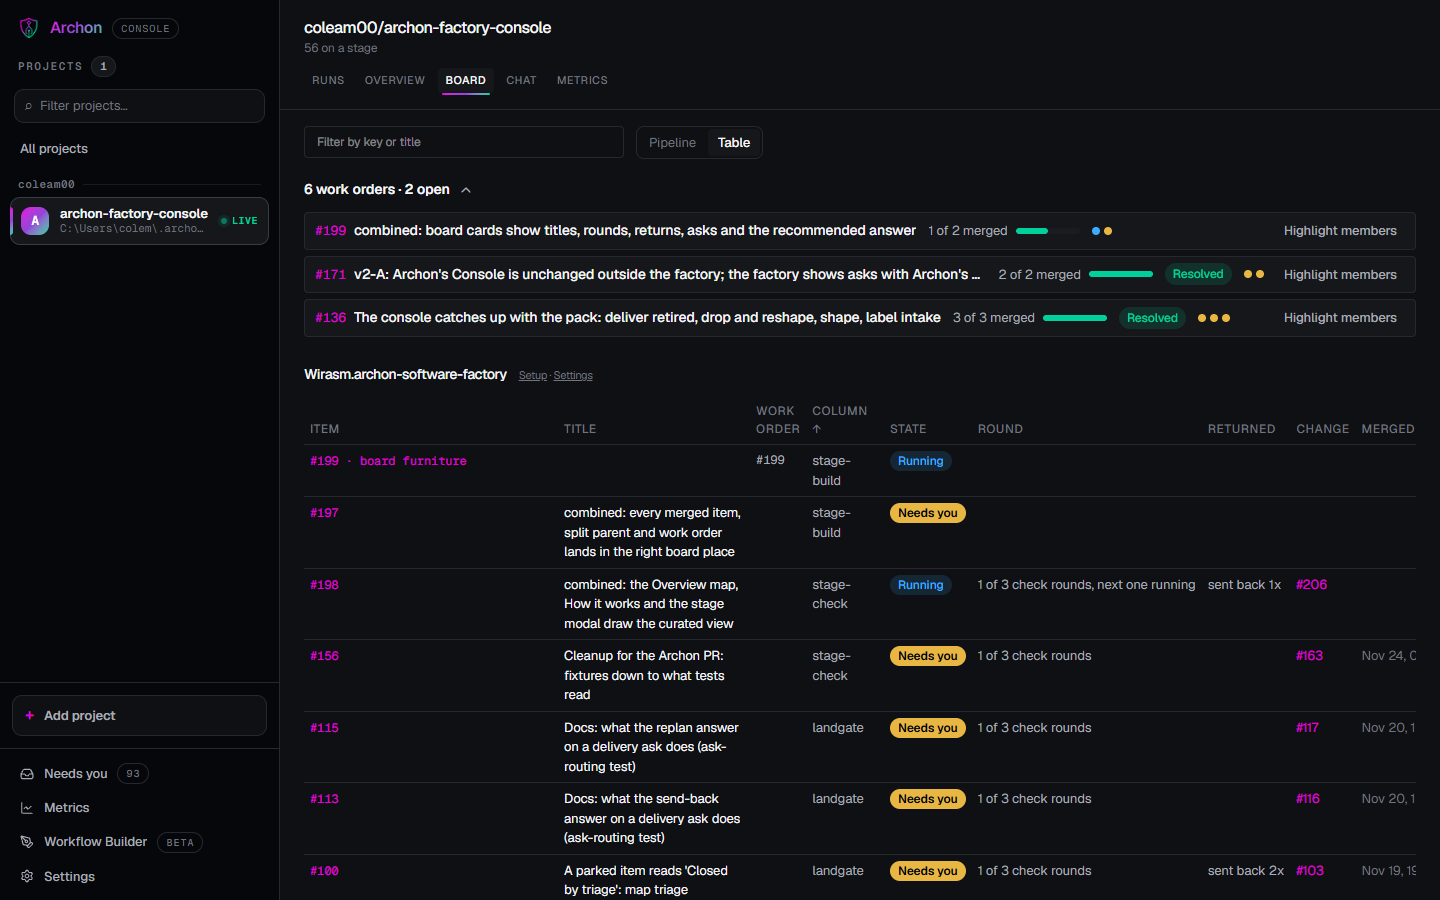 Archon CONSOLE
PROJECTS 1
Filter projects...
All projects
coleam00
A archon-factory-console LIVE
C:\Users\colem\.archo…
+ Add project
Needs you 93
Metrics
Workflow Builder BETA
Settings
coleam00/archon-factory-console
56 on a stage
RUNS OVERVIEW BOARD CHAT METRICS
Filter by key or title Pipeline Table
6 work orders · 2 open
#199 combined: board cards show titles, rounds, returns, asks and the recommended answer 1 of 2 merged Highlight members
#171 v2-A: Archon's Console is unchanged outside the factory; the factory shows asks with Archon's ... 2 of 2 merged Resolved Highlight members
#136 The console catches up with the pack: deliver retired, drop and reshape, shape, label intake 3 of 3 merged Resolved Highlight members
Wirasm.archon-software-factory Setup · Settings
WORK COLUMN
ITEM TITLE ORDER ↑ STATE ROUND RETURNED CHANGE MERGED
#199 · board furniture #199 stage- Running
build
#197 combined: every merged item, stage- Needs you
split parent and work order build
lands in the right board place
#198 combined: the Overview map, stage- Running 1 of 3 check rounds, next one running sent back 1x #206
How it works and the stage check
modal draw the curated view
#156 Cleanup for the Archon PR: stage- Needs you 1 of 3 check rounds #163 Nov 24,
fixtures down to what tests check
read
#115 Docs: what the replan answer landgate Needs you 1 of 3 check rounds #117 Nov 20, 1
on a delivery ask does (ask-
routing test)
#113 Docs: what the send-back landgate Needs you 1 of 3 check rounds #116 Nov 20, 1
answer on a delivery ask does
(ask-routing test)
#100 A parked item reads 'Closed landgate Needs you 1 of 3 check rounds sent back 2x #103 Nov 19,
by triage': map triage